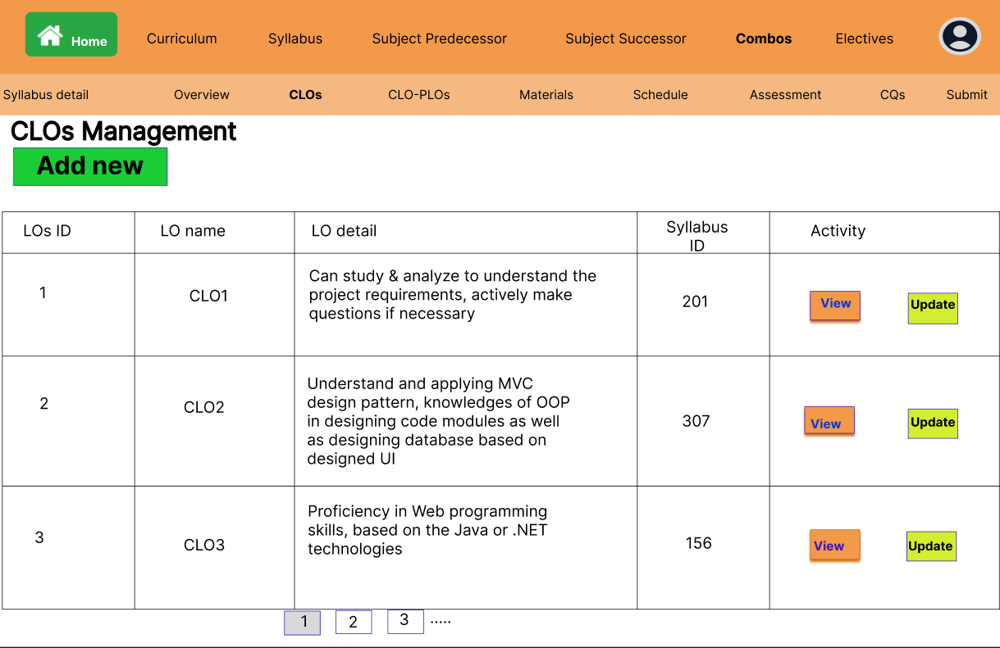 Home Curriculum Syllabus Subject Predecessor Subject Successor Combos Electives
Syllabus detail Overview CLOs CLO-PLOs Materials Schedule Assessment CQs Submit
CLOs Management
Add new
LOs ID LO name LO detail Syllabus ID Activity
1
CLO1
Can study & analyze to understand the
project requirements, actively make
questions if necessary
201
View Update
2
CLO2
Understand and applying MVC
design pattern, knowledges of OOP
in designing code modules as well
as designing database based on
designed UI
307
View Update
3
CLO3
Proficiency in Web programming
skills, based on the Java or .NET
technologies
156
View Update
1 2 3 .....